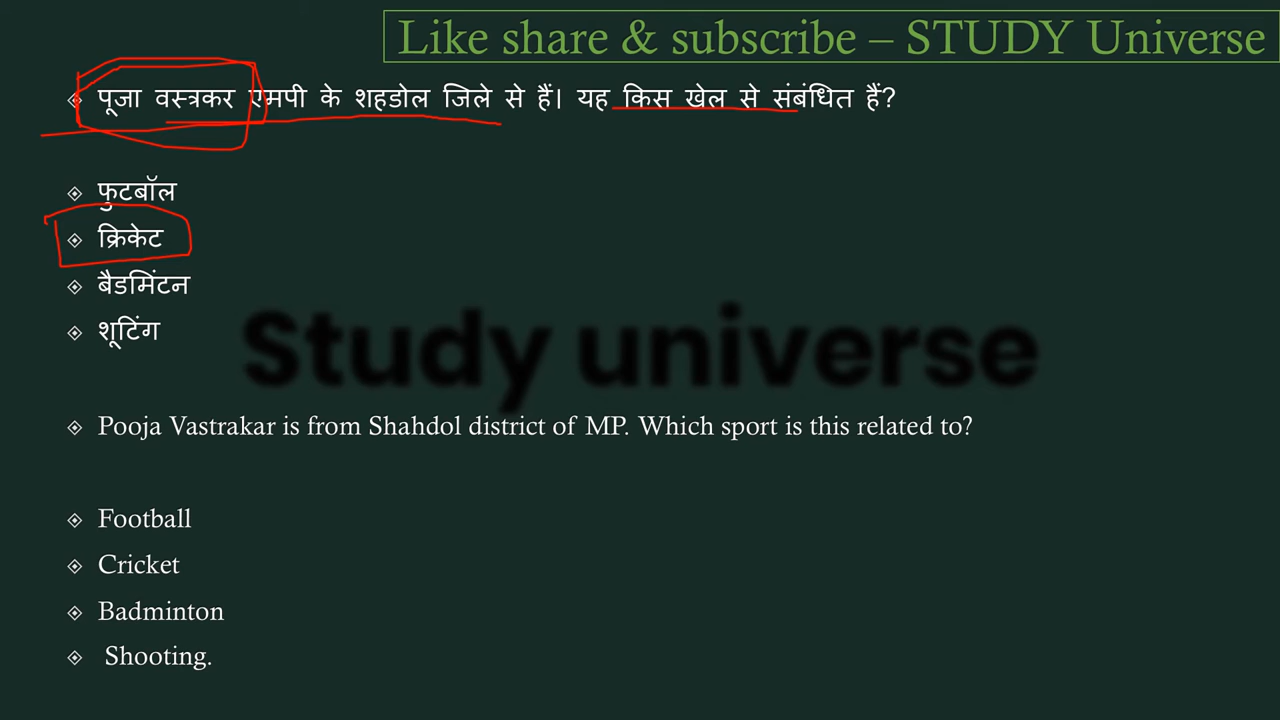 Like share & subscribe – STUDY Universe
पूजा वस्त्रकर एमपी के शहडोल जिले से हैं। यह किस खेल से संबंधित हैं?
फुटबॉल
क्रिकेट
बैडमिंटन
शूटिंग
Study universe
Pooja Vastrakar is from Shahdol district of MP. Which sport is this related to?
Football
Cricket
Badminton
Shooting.